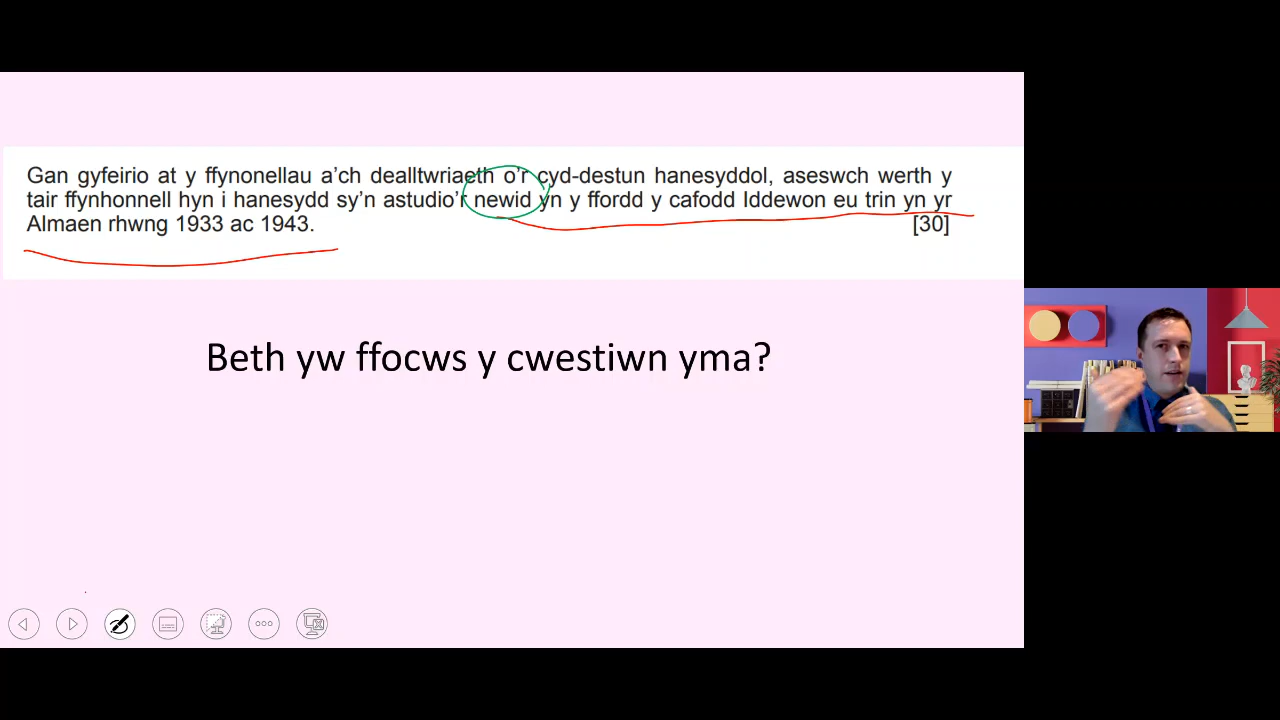 Gan gyfeirio at y ffynonellau a'ch dealltwriaeth o'r cyd-destun hanesyddol, aseswch werth y
tair ffynhonnell hyn i hanesydd sy'n astudio'r newid yn y ffordd y cafodd Iddewon eu trin yn yr
Almaen rhwng 1933 ac 1943. [30]
Beth yw ffocws y cwestiwn yma?